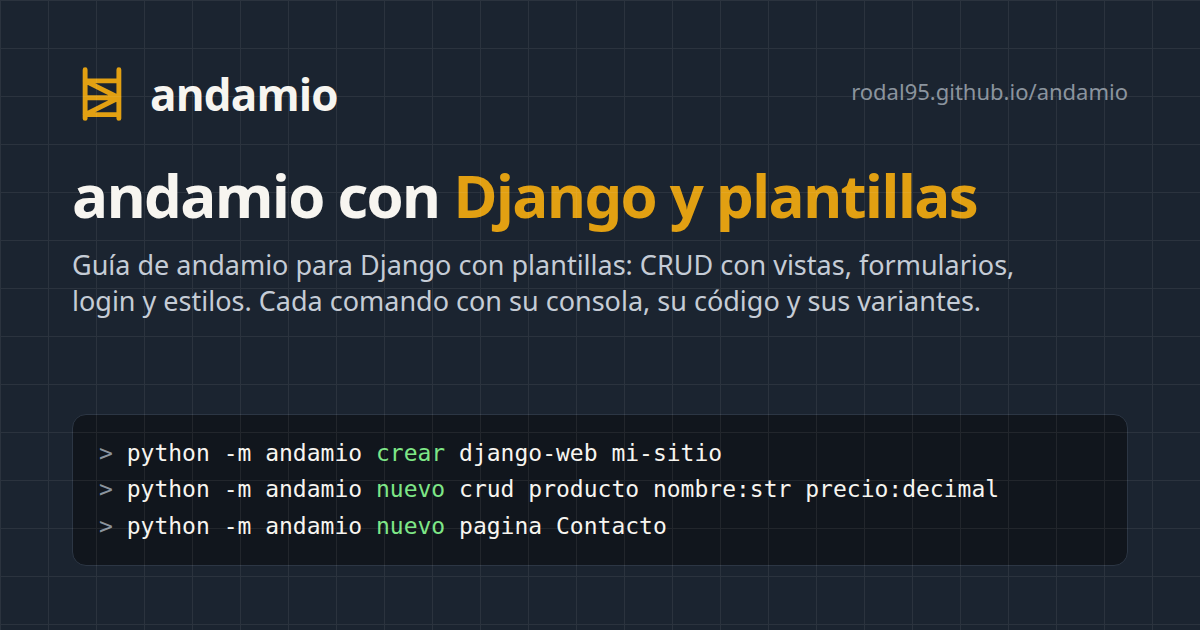 andamio
rodal95.github.io/andamio
andamio con Django y plantillas
Guía de andamio para Django con plantillas: CRUD con vistas, formularios,
login y estilos. Cada comando con su consola, su código y sus variantes.
> python -m andamio crear django-web mi-sitio
> python -m andamio nuevo crud producto nombre:str precio:decimal
> python -m andamio nuevo pagina Contacto